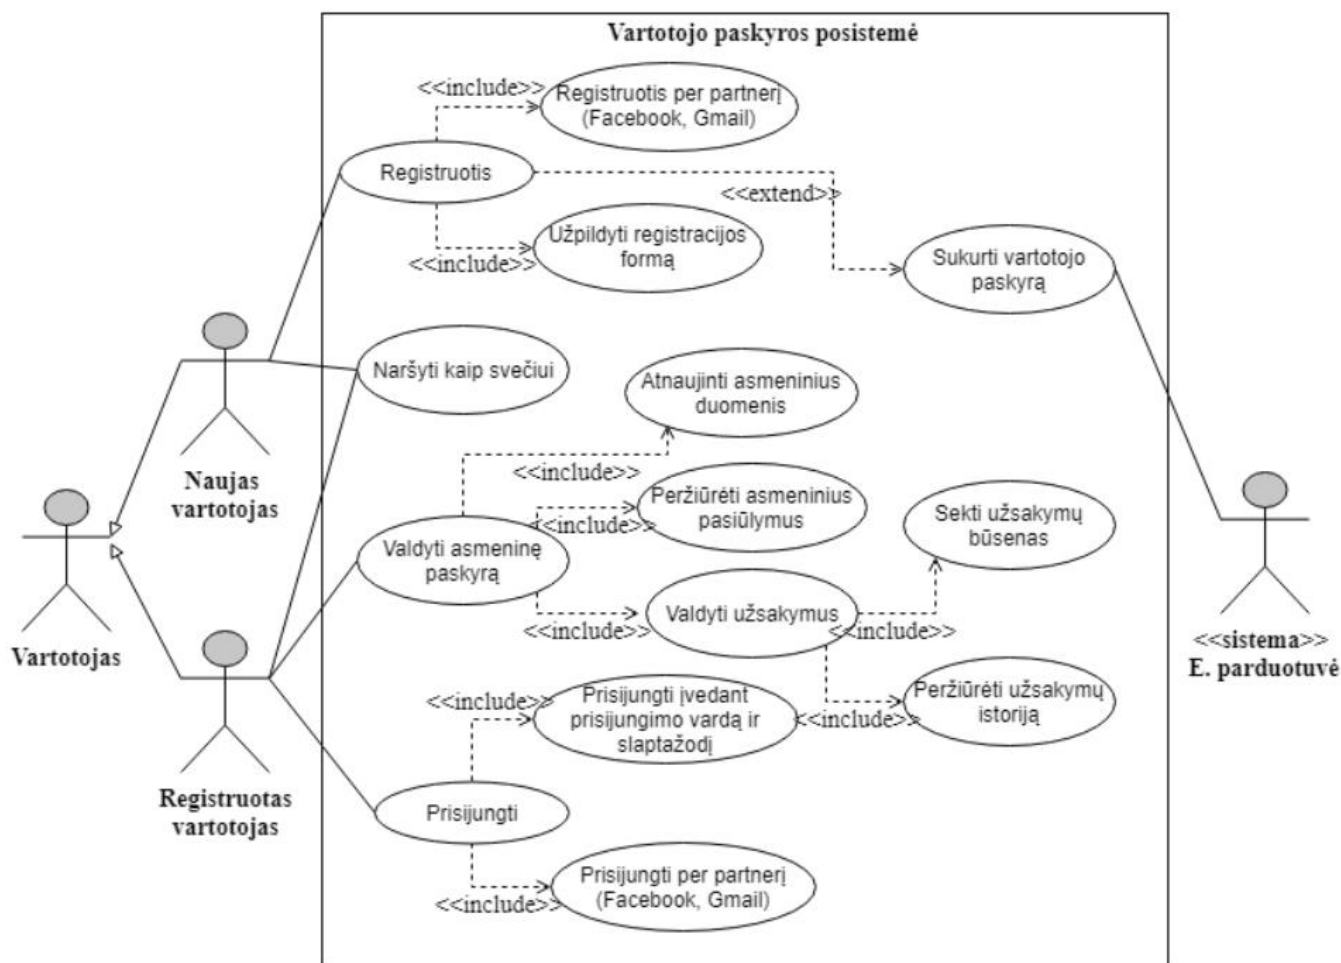 Vartotojo paskyros posistemė
<<include>>
Registruotis per partnerį
(Facebook, Gmail)
Registruotis
<<extend>>
Užpildyti registracijos
formą
<<include>>
Sukurti vartotojo
paskyrą
Naršyti kaip svečiui
Atnaujinti asmeninius
duomenis
Naujas
vartotojas
<<include>>
Peržiūrėti asmeninius
pasiūlymus
<<include>>
Sekti užsakymų
būsenas
Valdyti asmeninę
paskyrą
Valdyti užsakymus
<<include>>
<<include>>
Vartotojas
<<sistema>>
E. parduotuvė
<<include>>
Prisijungti įvedant
prisijungimo vardą ir
slaptažodį
<<include>>
Peržiūrėti užsakymų
istoriją
Registruotas
vartotojas
Prisijungti
Prisijungti per partnerį
(Facebook, Gmail)
<<include>>